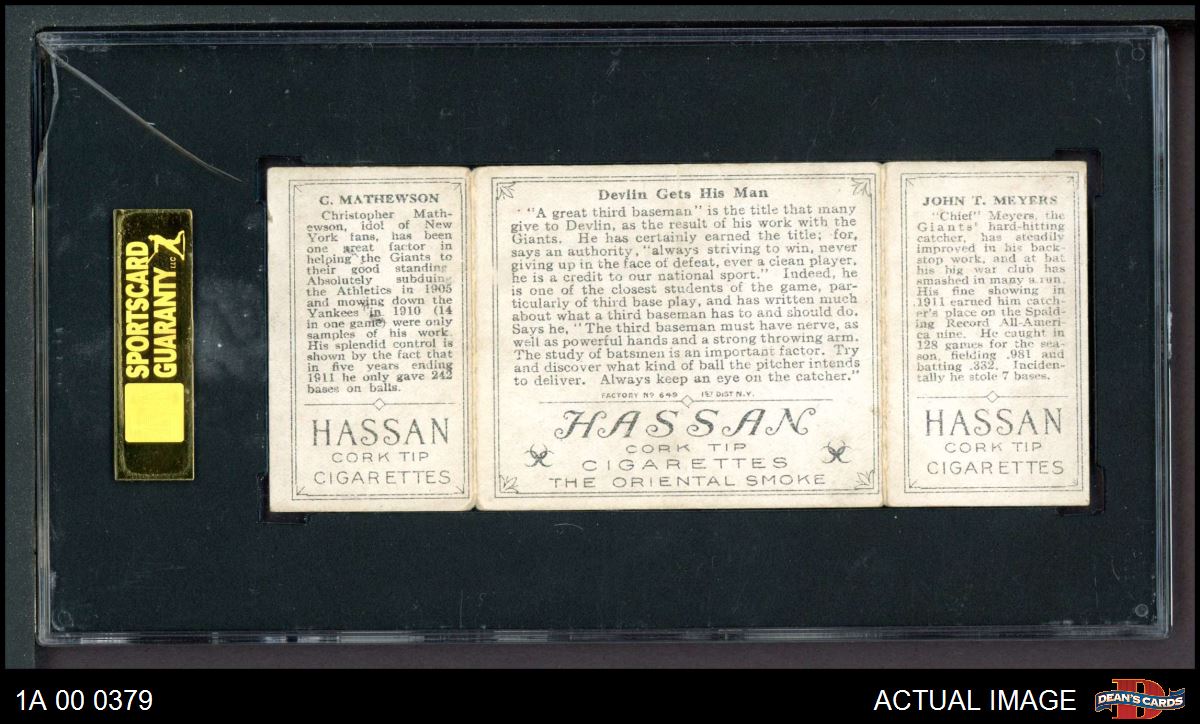 SPORTSCARD
GUARANTY LLC
C. MATHEWSON
Christopher Math-
ewson, idol of New
York fans, has been
one great factor in
helping the Giants to
their good standing
Absolutely subduing
the Athletics in 1905
and mowing down the
Yankees in 1910 (14
in one game) were only
samples of his work.
His splendid control is
shown by the fact that
in five years ending
1911 he only gave 242
bases on balls.
HASSAN
CORK TIP
CIGARETTES
Devlin Gets His Man
"A great third baseman" is the title that many
give to Devlin, as the result of his work with the
Giants. He has certainly earned the title; for,
says an authority, "always striving to win, never
giving up in the face of defeat, ever a clean player,
he is a credit to our national sport." Indeed, he
is one of the closest students of the game, par-
ticularly of third base play, and has written much
about what a third baseman has to and should do.
Says he, "The third baseman must have nerve, as
well as powerful hands and a strong throwing arm.
The study of batsmen is an important factor. Try
and discover what kind of ball the pitcher intends
to deliver. Always keep an eye on the catcher."
FACTORY Nº 649 1ST DIST N.Y.
HASSAN
CORK TIP
CIGARETTES
THE ORIENTAL SMOKE
JOHN T. MEYERS
"Chief" Meyers, the
Giants' hard-hitting
catcher, has steadily
improved in his back-
stop work, and at bat
his big war club has
smashed in many a run.
His fine showing in
1911 earned him catch-
er's place on the Spald-
ing Record All-Ameri-
ca nine. He caught in
128 games for the sea-
son, fielding .981 and
batting .332. Inciden-
tally he stole 7 bases.
HASSAN
CORK TIP
CIGARETTES
1A 00 0379
ACTUAL IMAGE
DEAN'S CARDS